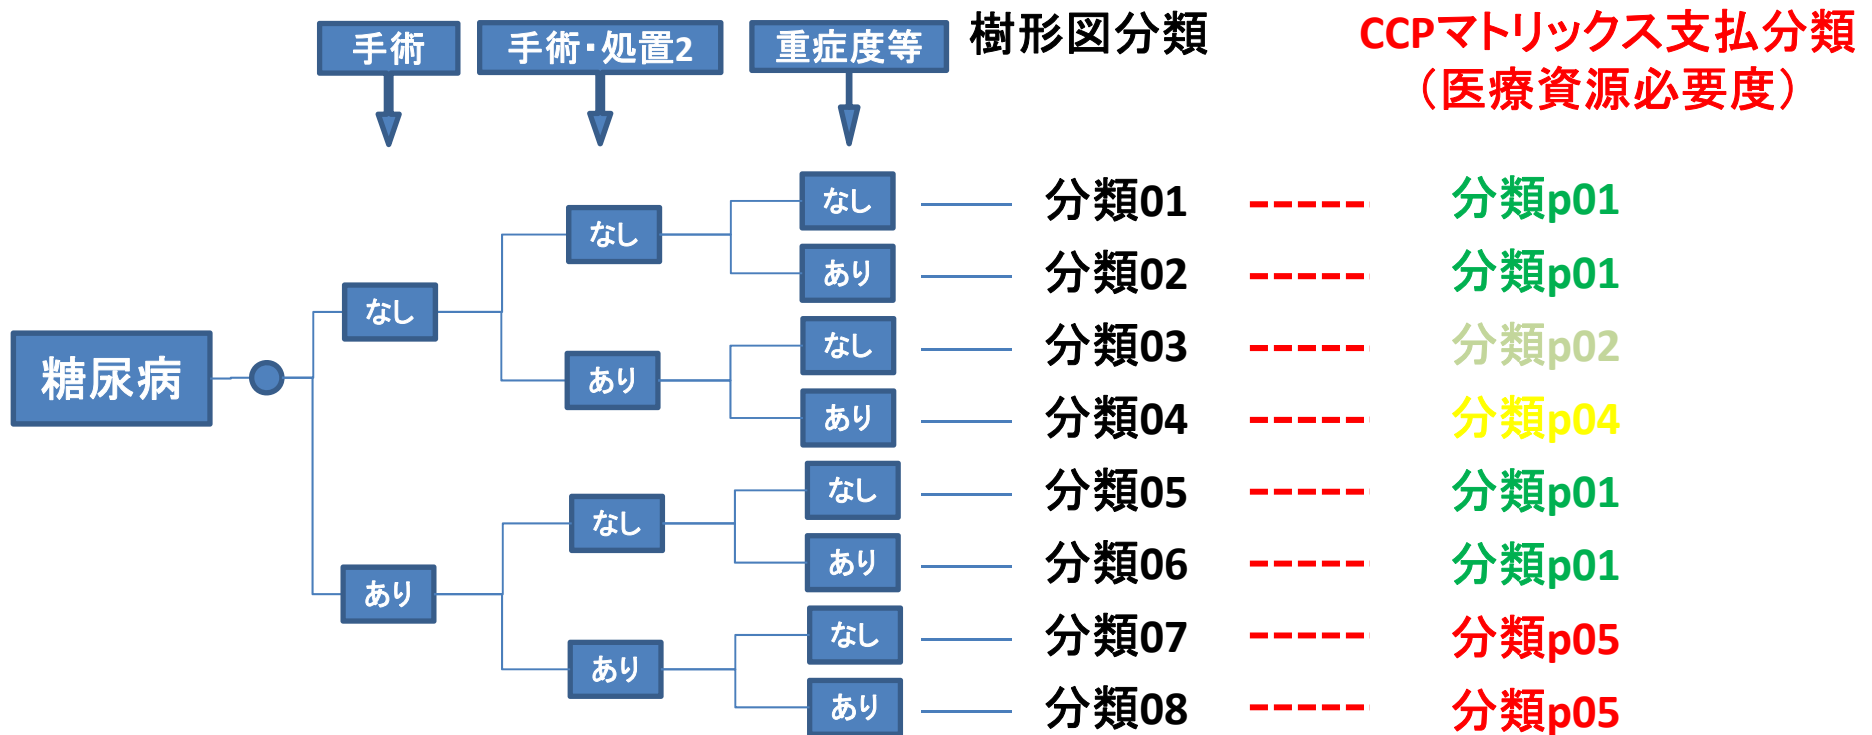 手術
手術・処置2
重症度等
樹形図分類
CCPマトリックス支払分類
（医療資源必要度）
なし 分類01 分類p01
なし
あり 分類02 分類p01
なし
なし 分類03 分類p02
あり
あり 分類04 分類p04
糖尿病
なし 分類05 分類p01
なし
あり 分類06 分類p01
あり
なし 分類07 分類p05
あり
あり 分類08 分類p05